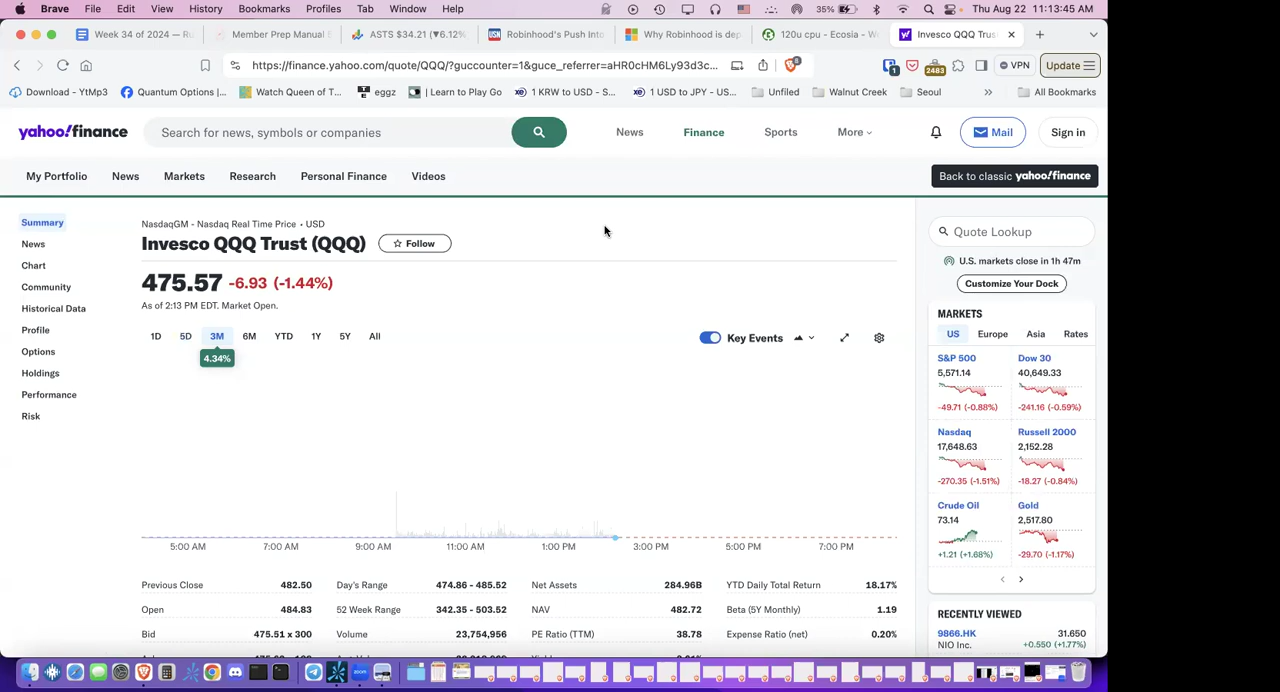 Brave File Edit View History Bookmarks Profiles Tab Window Help 35% Thu Aug 22 11:13:45 AM
Week 34 of 2024 — Ru
Member Prep Manual
ASTS $34.21 (▼6.12%
Robinhood's Push Into
Why Robinhood is dep
120u cpu - Ecosia - W
Invesco QQQ Trus
https://finance.yahoo.com/quote/QQQ/?guccounter=1&guce_referrer=aHR0cHM6Ly93d3c...
8
1
2483
VPN
Update
Download - YtMp3
Quantum Options |...
Watch Queen of T...
eggz
| Learn to Play Go
1 KRW to USD - S...
1 USD to JPY - US...
Unfiled
Walnut Creek
Seoul
»
All Bookmarks
yahoo!finance
Search for news, symbols or companies
News
Finance
Sports
More
Mail
Sign in
My Portfolio
News
Markets
Research
Personal Finance
Videos
Back to classic yahoo!finance
Summary
News
Chart
Community
Historical Data
Profile
Options
Holdings
Performance
Risk
NasdaqGM - Nasdaq Real Time Price • USD
Invesco QQQ Trust (QQQ)
☆ Follow
475.57 -6.93 (-1.44%)
As of 2:13 PM EDT. Market Open.
1D 5D 3M 6M YTD 1Y 5Y All
4.34%
Key Events
5:00 AM 7:00 AM 9:00 AM 11:00 AM 1:00 PM 3:00 PM 5:00 PM 7:00 PM
Previous Close 482.50 Day's Range 474.86 - 485.52 Net Assets 284.96B YTD Daily Total Return 18.17%
Open 484.83 52 Week Range 342.35 - 503.52 NAV 482.72 Beta (5Y Monthly) 1.19
Bid 475.51 x 300 Volume 23,754,956 PE Ratio (TTM) 38.78 Expense Ratio (net) 0.20%
Quote Lookup
U.S. markets close in 1h 47m
Customize Your Dock
MARKETS
US Europe Asia Rates
S&P 500 Dow 30
5,571.14 40,649.33
-49.71 (-0.88%) -241.16 (-0.59%)
Nasdaq Russell 2000
17,648.63 2,152.28
-270.35 (-1.51%) -18.27 (-0.84%)
Crude Oil Gold
73.14 2,517.80
+1.21 (+1.68%) -29.70 (-1.17%)
RECENTLY VIEWED
9866.HK 31.650
NIO Inc. +0.550 (+1.77%)